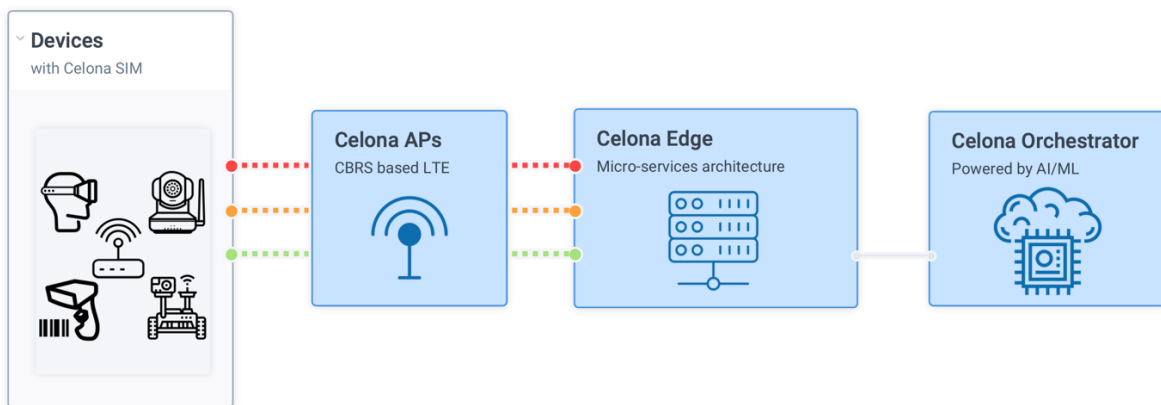 Devices
with Celona SIM
Celona APs
CBRS based LTE
Celona Edge
Micro-services architecture
Celona Orchestrator
Powered by AI/ML